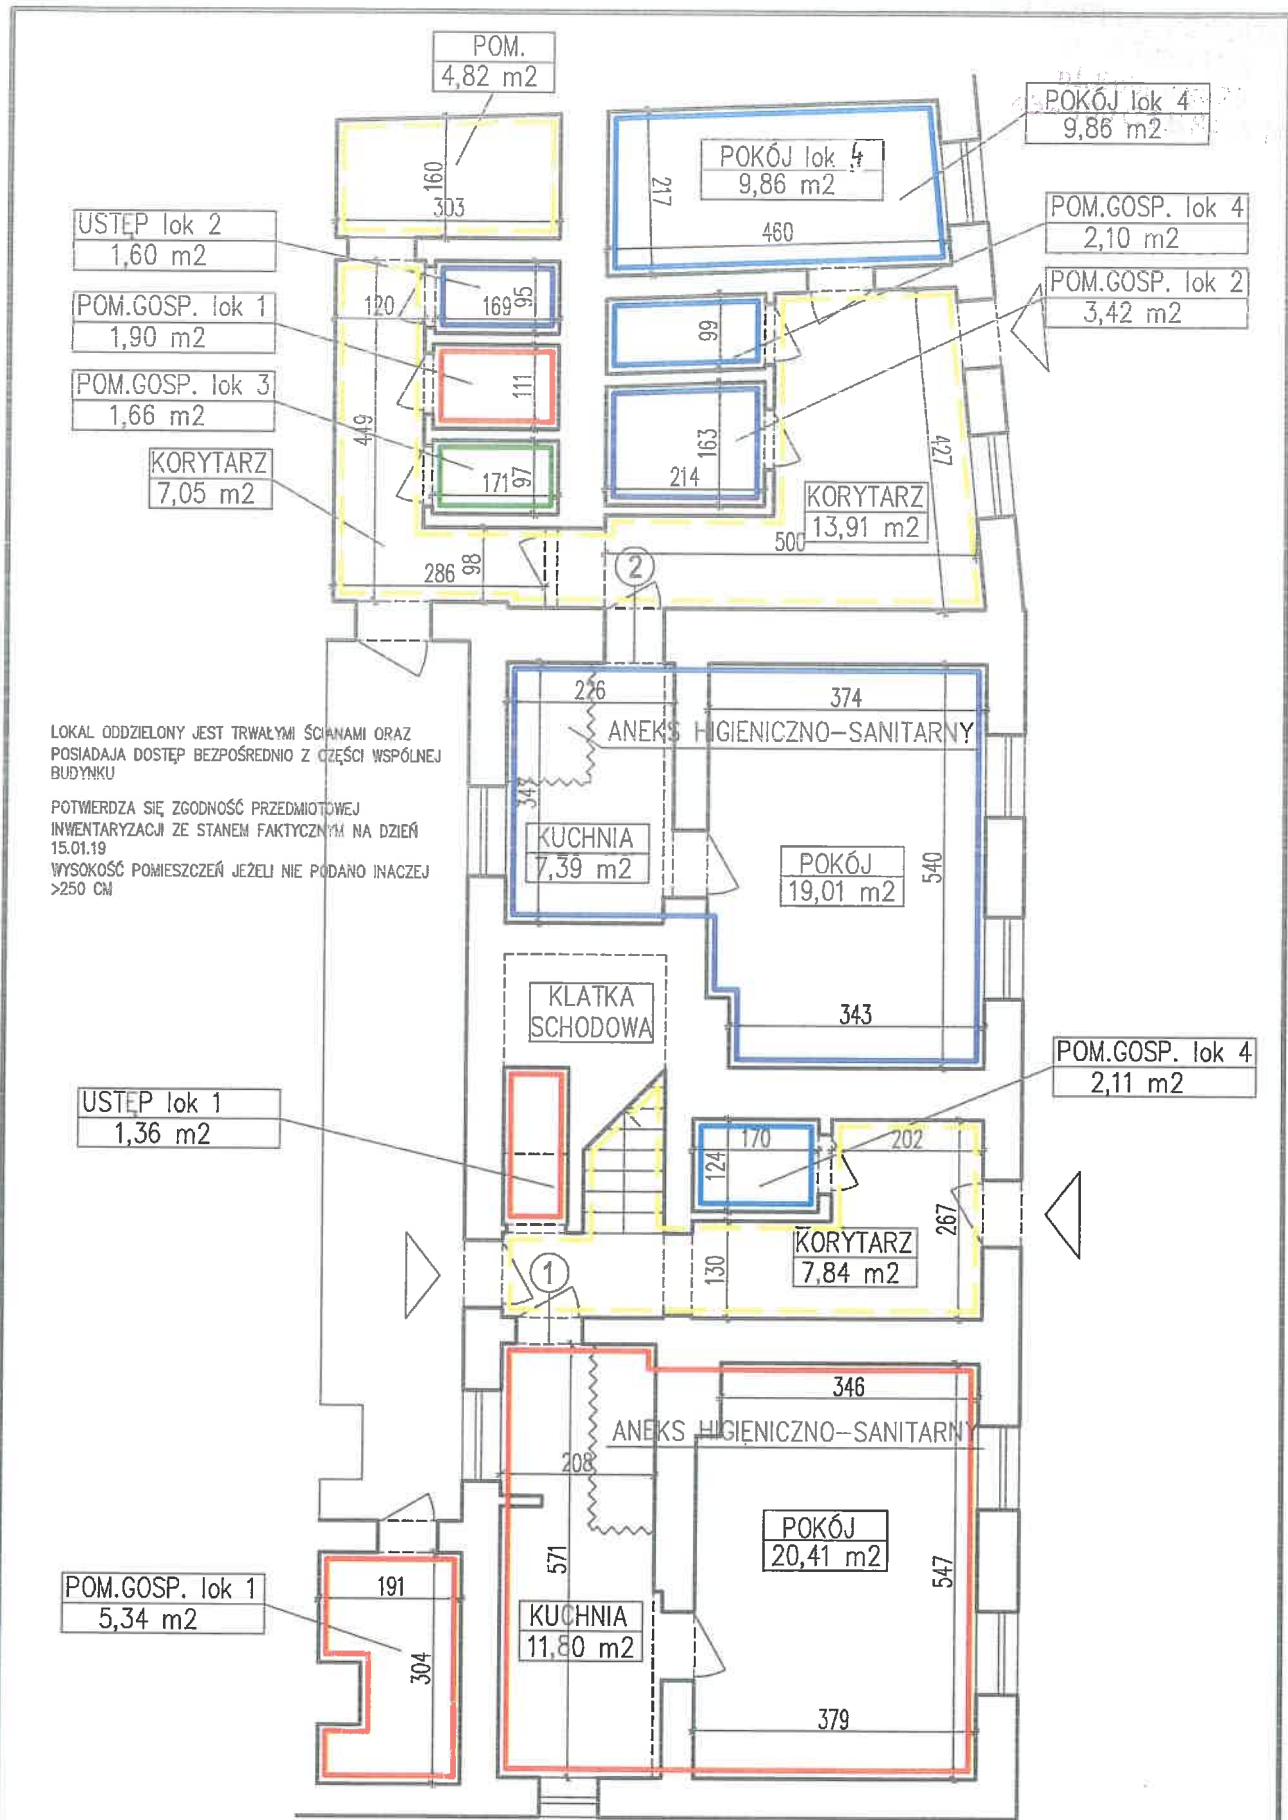 POM.
4,82 m2
POKÓJ lok 4
9,86 m2
POKÓJ lok 4
9,86 m2
160
303
217
460
USTĘP lok 2
1,60 m2
POM.GOSP. lok 4
2,10 m2
POM.GOSP. lok 1
1,90 m2
POM.GOSP. lok 2
3,42 m2
POM.GOSP. lok 3
1,66 m2
120
169
95
99
111
449
163
427
171
97
214
KORYTARZ
7,05 m2
KORYTARZ
13,91 m2
500
286
98
2
226
374
ANEKS HIGIENICZNO-SANITARNY
LOKAL ODDZIELONY JEST TRWAŁYMI ŚCIANAMI ORAZ
POSIADAJA DOSTĘP BEZPOŚREDNIO Z CZĘŚCI WSPÓLNEJ
BUDYNKU
POTWIERDZA SIĘ ZGODNOŚĆ PRZEDMIOTOWEJ
INWENTARYZACJI ZE STANEM FAKTYCZNYM NA DZIEŃ
15.01.19
WYSOKOŚĆ POMIESZCZEŃ JEŻELI NIE PODANO INACZEJ
>250 CM
KUCHNIA
7,39 m2
POKÓJ
19,01 m2
540
KLATKA
SCHODOWA
343
POM.GOSP. lok 4
2,11 m2
USTĘP lok 1
1,36 m2
170
202
124
267
KORYTARZ
7,84 m2
130
1
346
ANEKS HIGIENICZNO-SANITARNY
208
POKÓJ
20,41 m2
571
547
POM.GOSP. lok 1
5,34 m2
191
304
KUCHNIA
11,80 m2
379